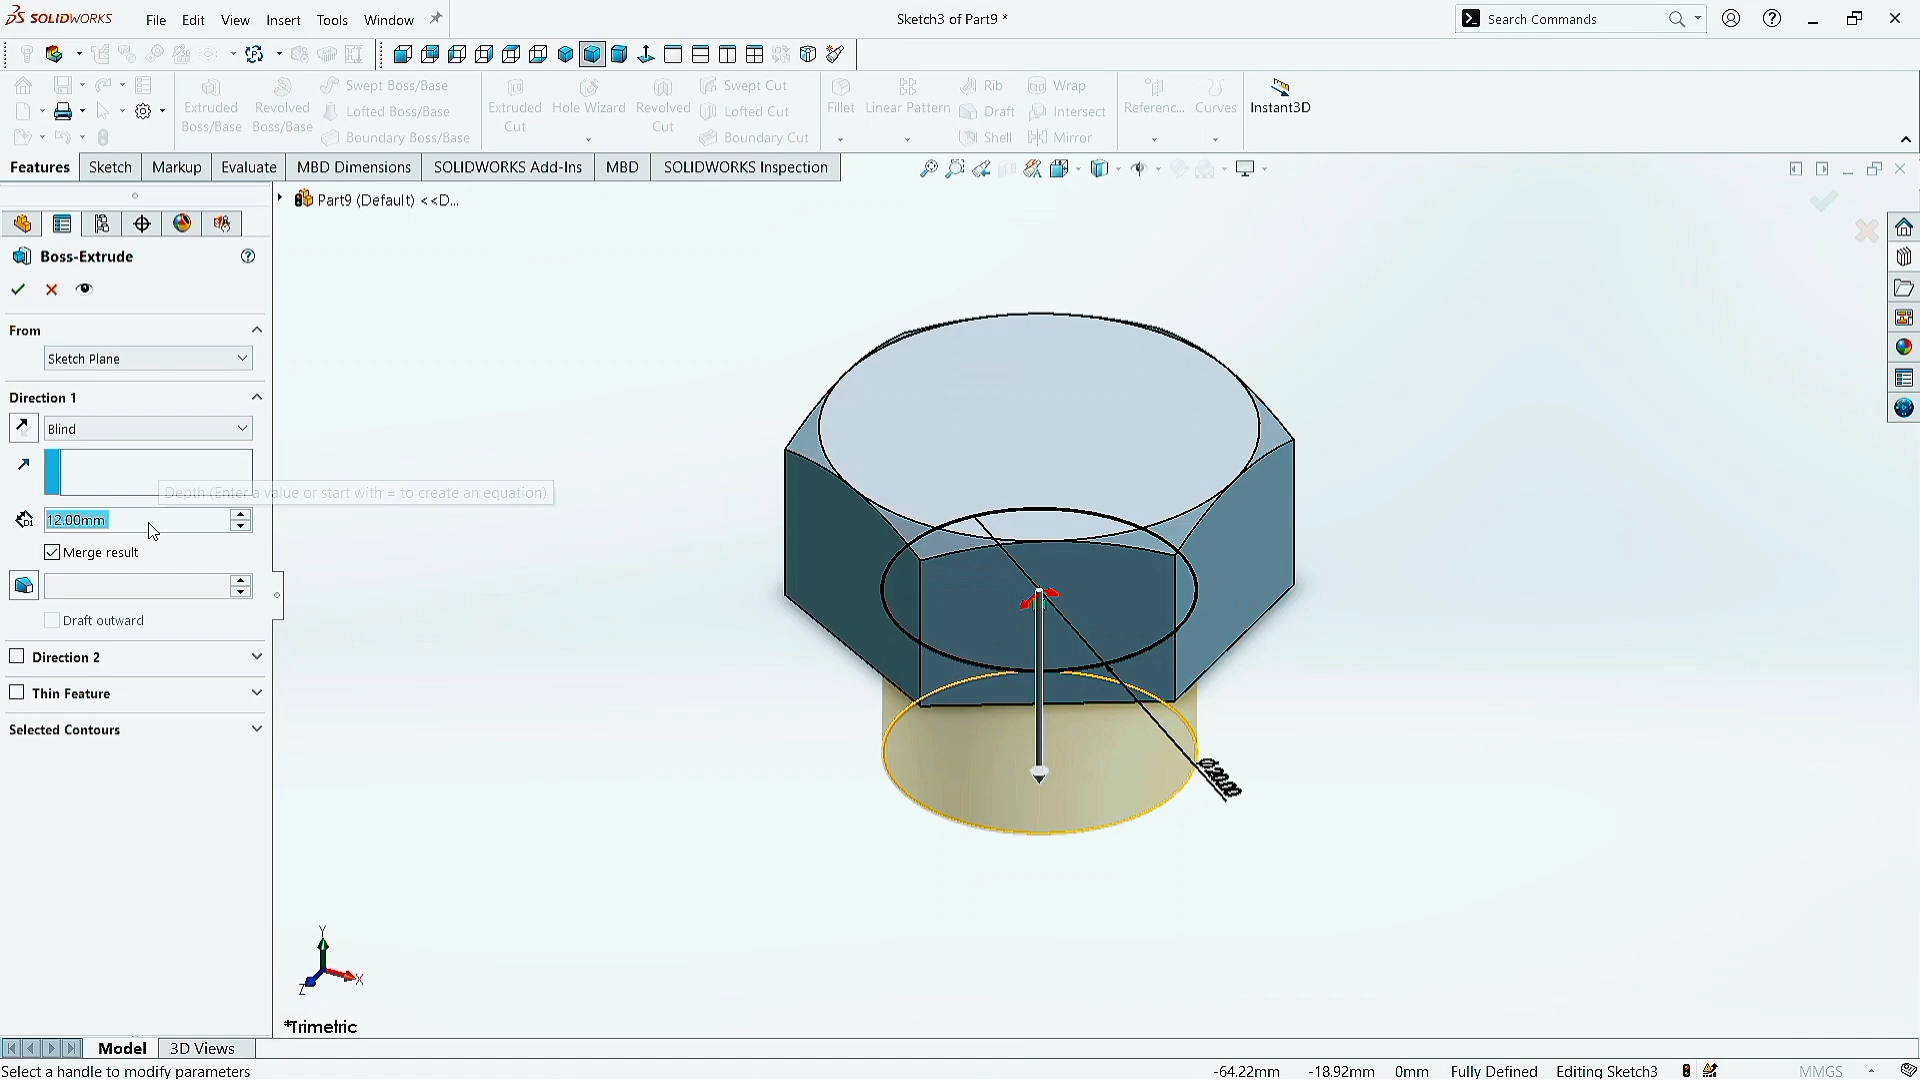 SOLIDWORKS File Edit View Insert Tools Window Sketch3 of Part9 * Search Commands
Extruded Boss/Base Revolved Boss/Base Swept Boss/Base Lofted Boss/Base Boundary Boss/Base
Extruded Cut Hole Wizard Revolved Cut Swept Cut Lofted Cut Boundary Cut
Fillet Linear Pattern Rib Draft Shell Wrap Intersect Mirror Referenc... Curves Instant3D
Features Sketch Markup Evaluate MBD Dimensions SOLIDWORKS Add-Ins MBD SOLIDWORKS Inspection
Part9 (Default) <<D...
Boss-Extrude
From
Sketch Plane
Direction 1
Blind
Depth (Enter a value or start with = to create an equation)
D1
12.00mm
Merge result
Draft outward
Direction 2
Thin Feature
Selected Contours
Ø20.00
Y
X
Z
*Trimetric
Model 3D Views
Select a handle to modify parameters -64.22mm -18.92mm 0mm Fully Defined Editing Sketch3 MMGS